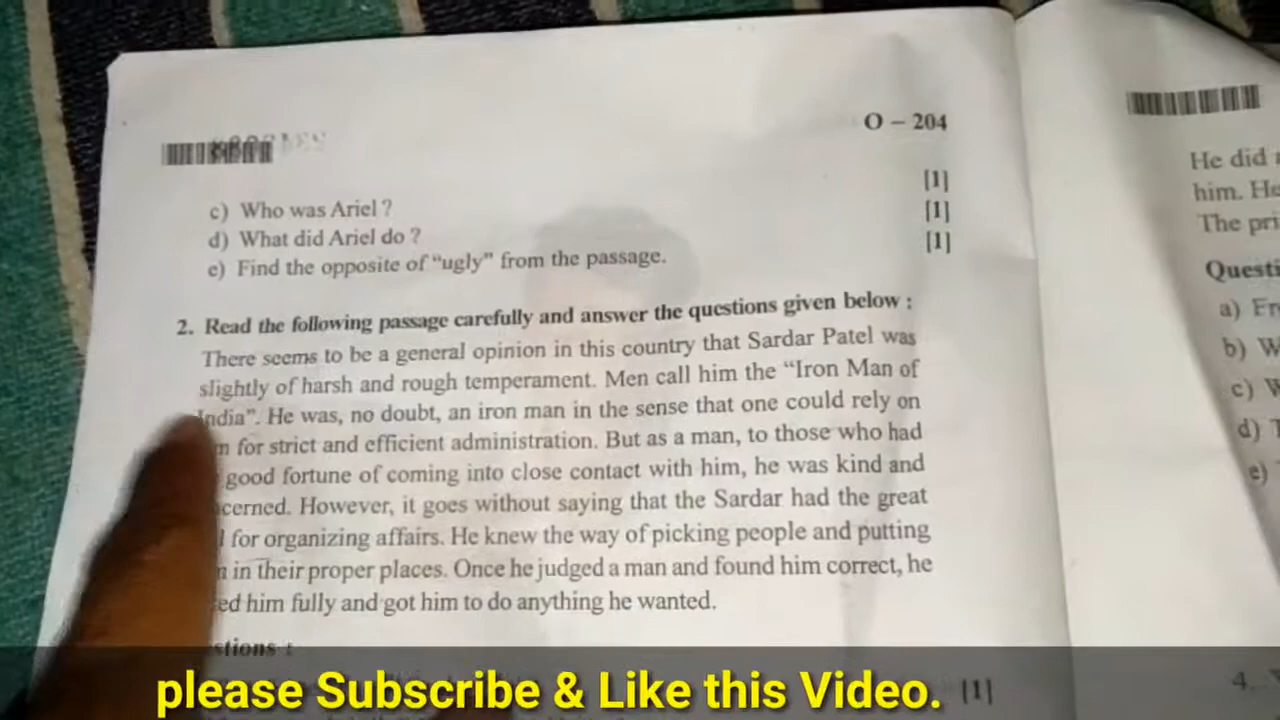 O – 204
c) Who was Ariel ? [1]
d) What did Ariel do ? [1]
e) Find the opposite of “ugly” from the passage. [1]
2. Read the following passage carefully and answer the questions given below :
There seems to be a general opinion in this country that Sardar Patel was
slightly of harsh and rough temperament. Men call him the “Iron Man of
India”. He was, no doubt, an iron man in the sense that one could rely on
for strict and efficient administration. But as a man, to those who had
good fortune of coming into close contact with him, he was kind and
cerned. However, it goes without saying that the Sardar had the great
for organizing affairs. He knew the way of picking people and putting
in their proper places. Once he judged a man and found him correct, he
ed him fully and got him to do anything he wanted.
stions :
[1]
He did
him. He
The pri
Questi
a) Fr
b) W
c) W
d)
e)
4.
please Subscribe & Like this Video.